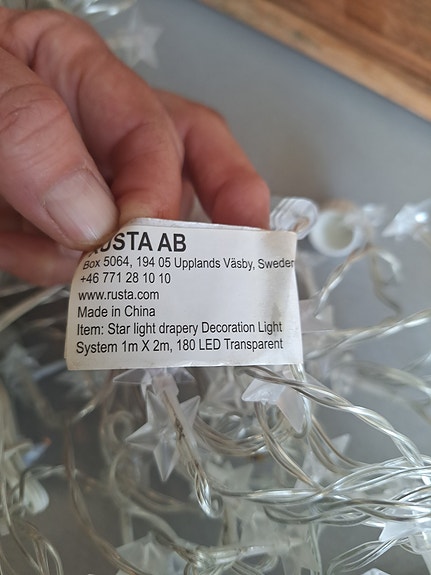 RUSTA AB
Box 5064, 194 05 Upplands Väsby, Sweden
+46 771 28 10 10
www.rusta.com
Made in China
Item: Star light drapery Decoration Light
System 1m X 2m, 180 LED Transparent